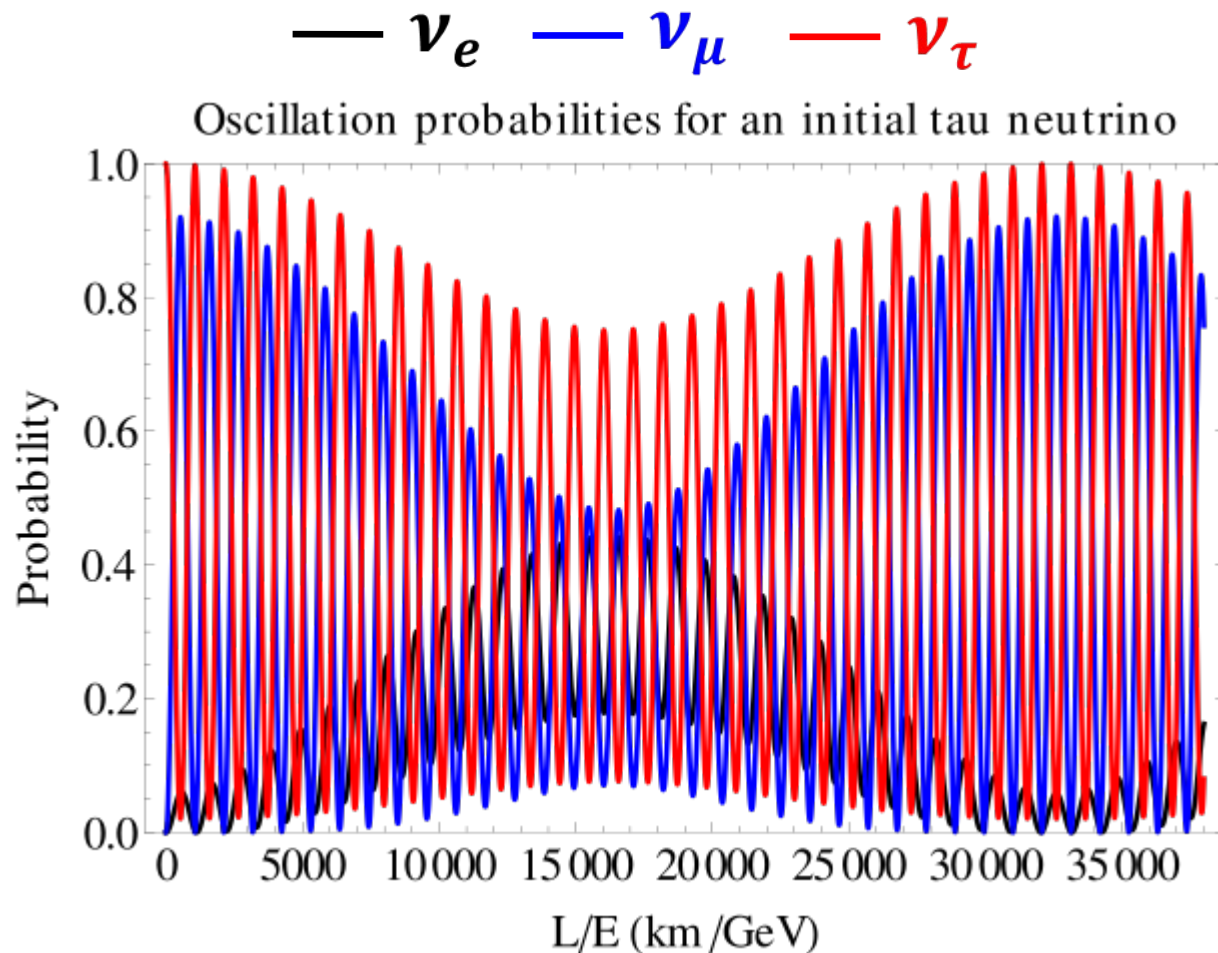 ν_e ν_μ ν_τ
Oscillation probabilities for an initial tau neutrino
1.0
0.8
0.6
0.4
0.2
0.0
Probability
0 5000 10 000 15 000 20 000 25 000 30 000 35 000
L/E (km/GeV)